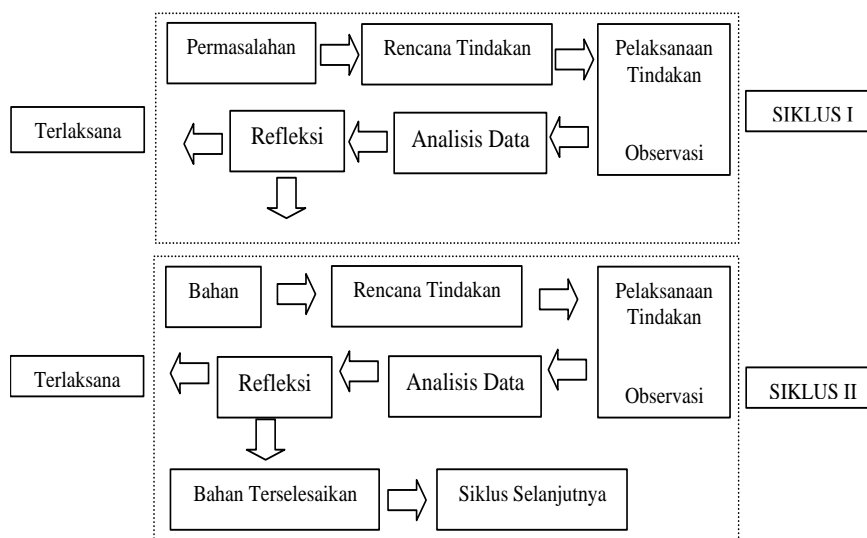 Permasalahan
Rencana Tindakan
Pelaksanaan
Tindakan
Terlaksana
Refleksi
Analisis Data
Observasi
SIKLUS I
Bahan
Rencana Tindakan
Pelaksanaan
Tindakan
Terlaksana
Refleksi
Analisis Data
Observasi
SIKLUS II
Bahan Terselesaikan
Siklus Selanjutnya